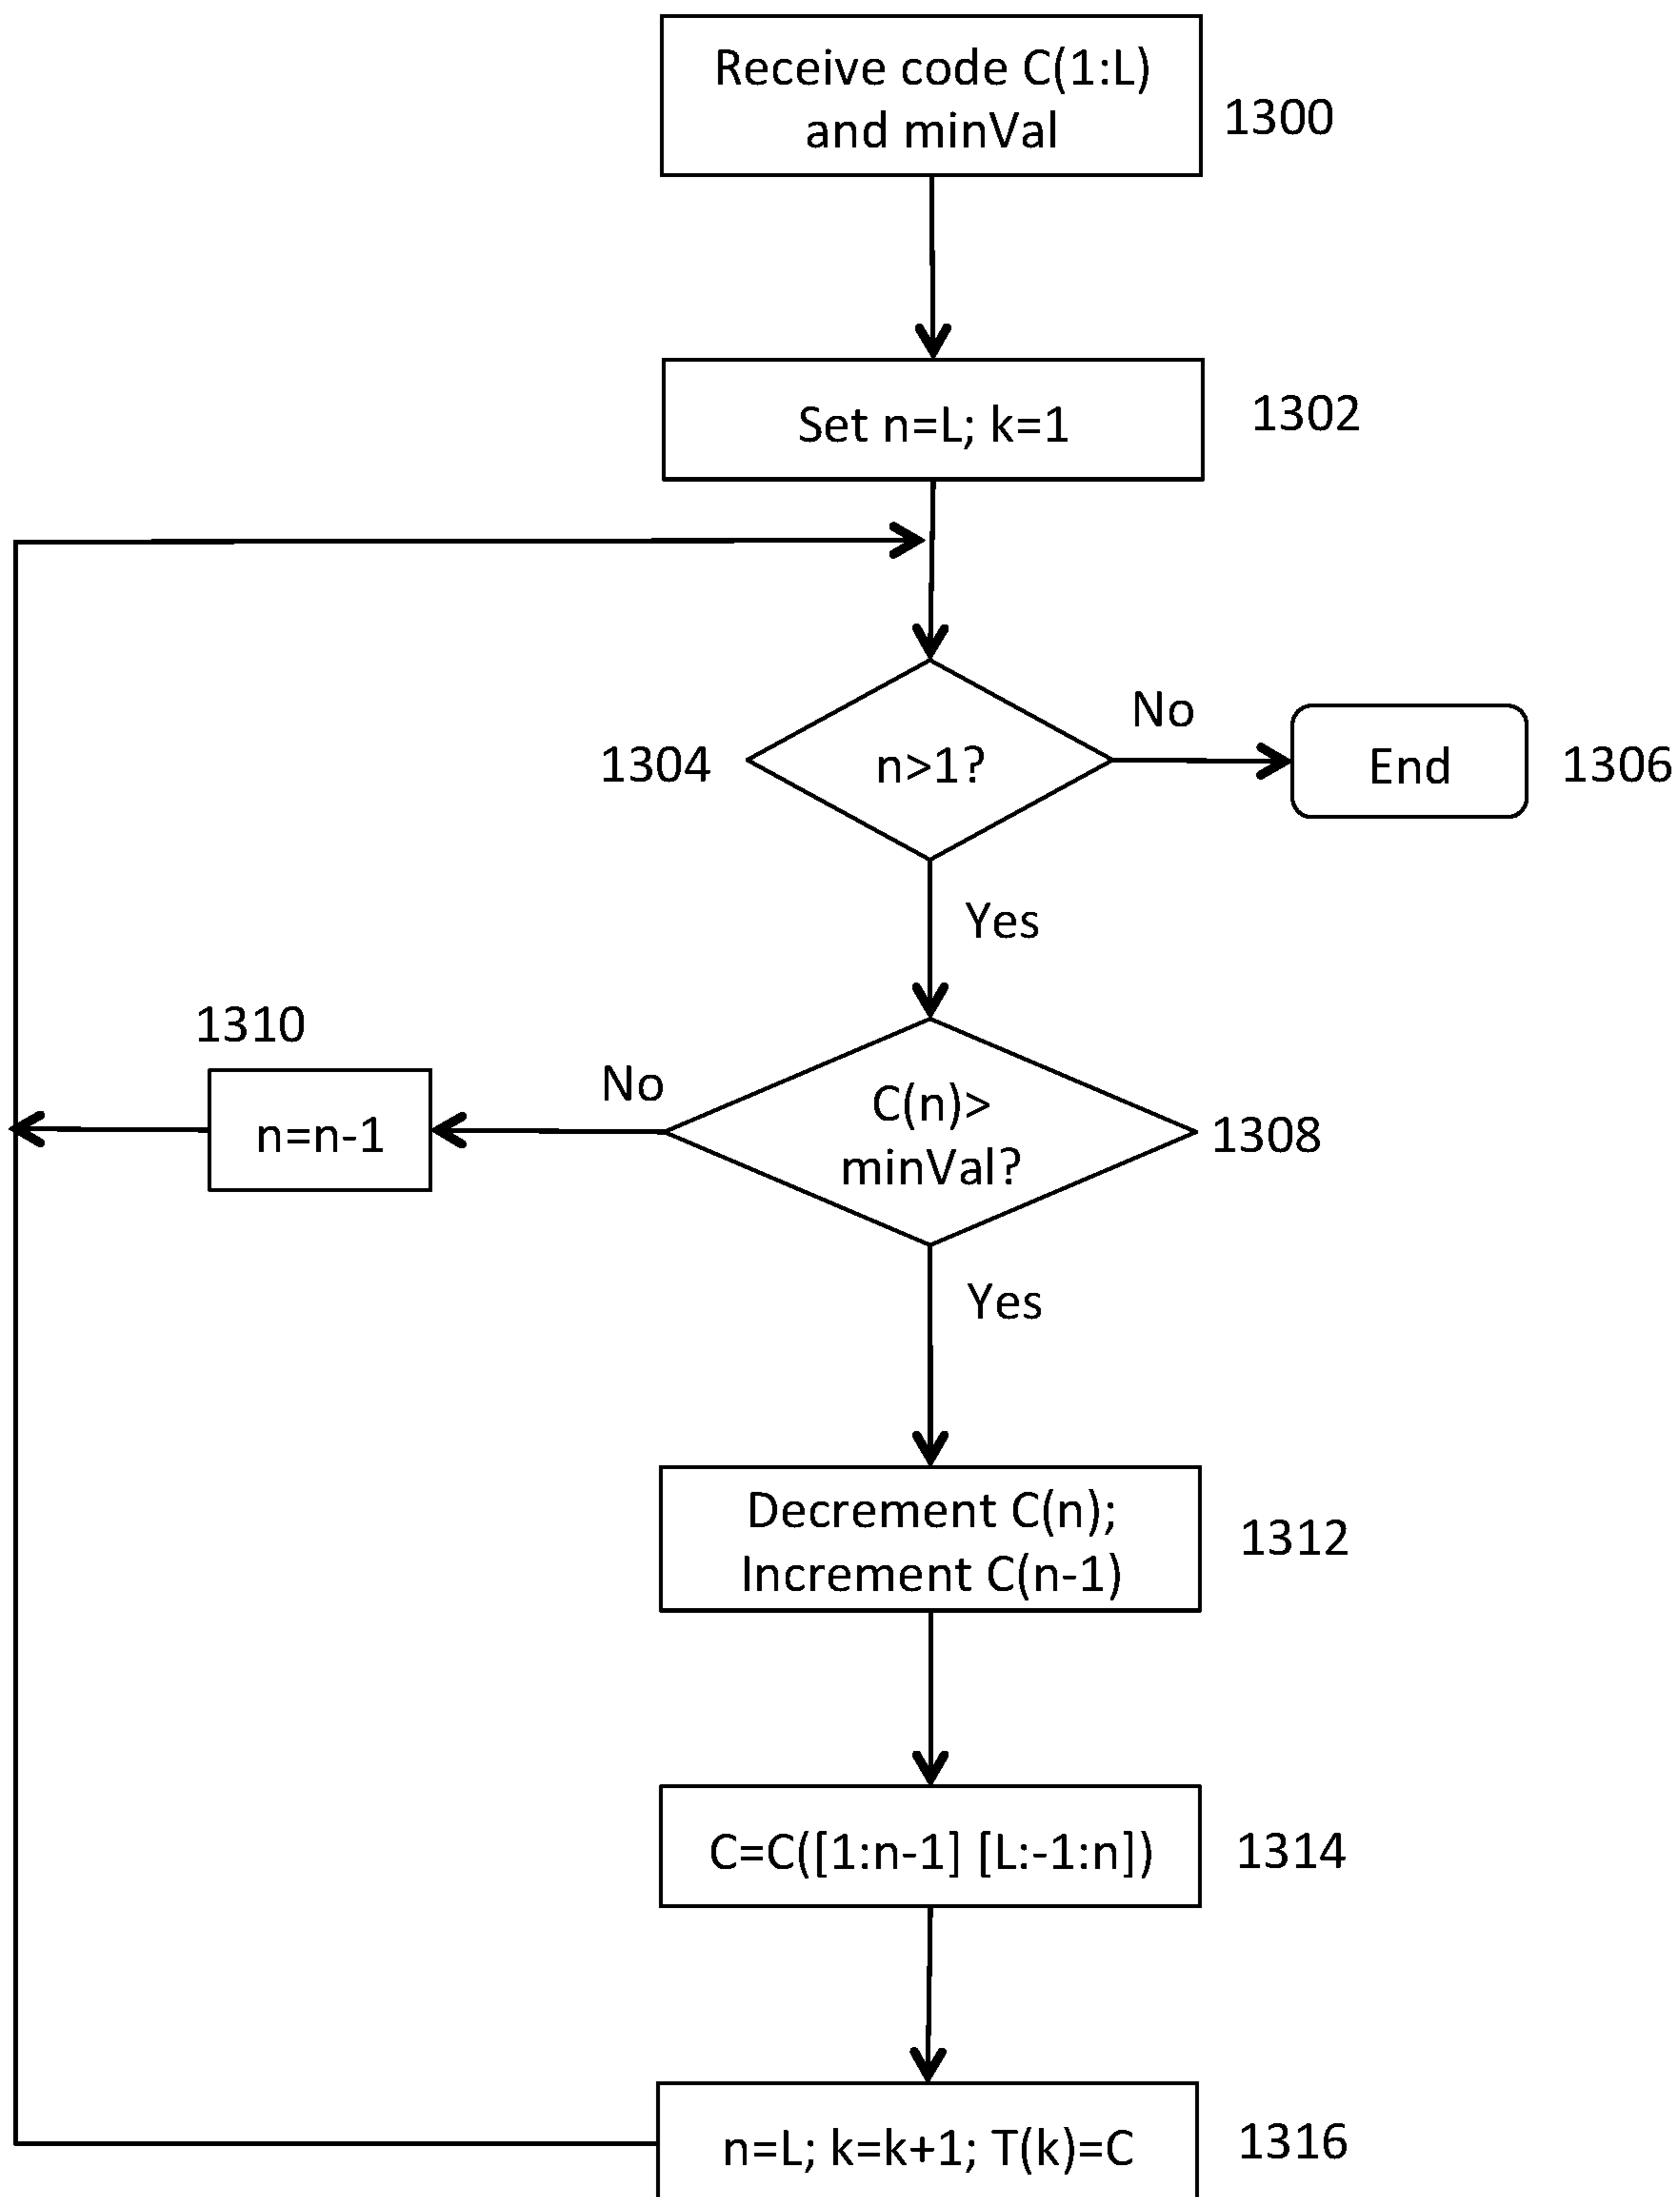 Receive code C(1:L)
and minVal
1300
Set n=L; k=1
1302
1304
n>1?
No
End
1306
Yes
1310
n=n-1
No
C(n)>
minVal?
1308
Yes
Decrement C(n);
Increment C(n-1)
1312
C=C([1:n-1] [L:-1:n])
1314
n=L; k=k+1; T(k)=C
1316